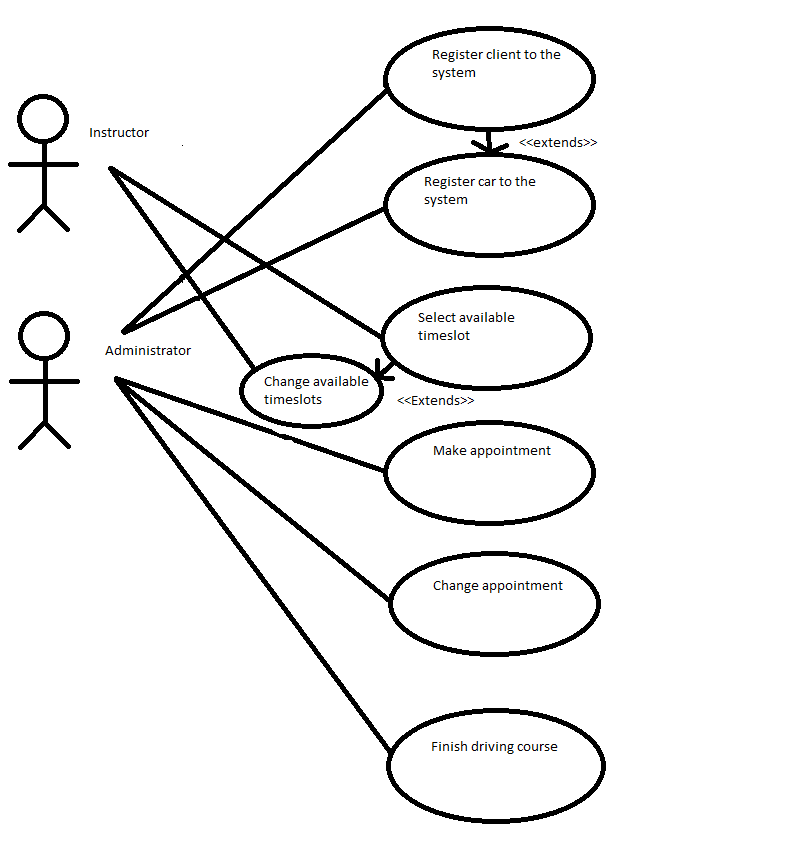 Register client to the
system
Instructor
<<extends>>
Register car to the
system
Select available
timeslot
Administrator
Change available
timeslots
<<Extends>>
Make appointment
Change appointment
Finish driving course